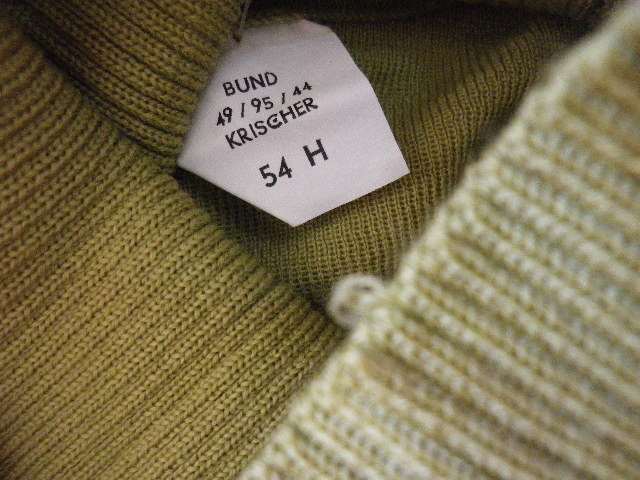 BUND
49 / 95 / 44
KRISCHER
54 H